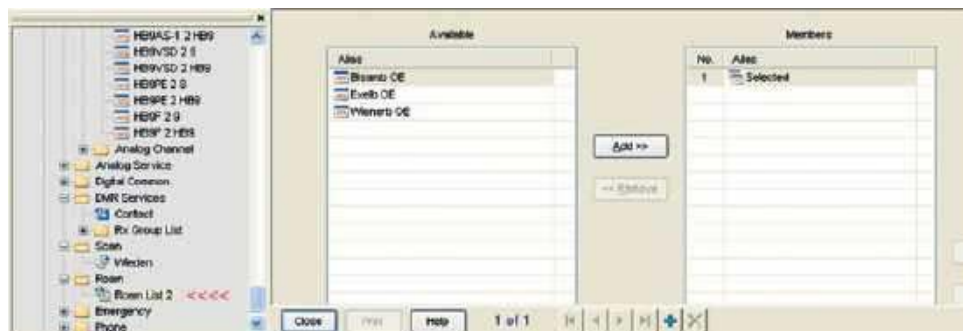 HB9AS-1 2 HB9
HB9VSD 2 8
HB9VSD 2 HB9
HB9PE 2 8
HB9PE 2 HB9
HB9F 2 9
HB9F 2 HB9
Analog Channel
Analog Service
Digital Common
DMR Services
Contact
Rx Group List
Scan
Wieden
Roam
Roam List 2 <<<<
Emergency
Phone
Available
Alias
Bisamb OE
Exelb OE
Wienerb OE
Add >>
<< Remove
Members
No. Alias
1 Selected
Close
Print
Help
1 of 1